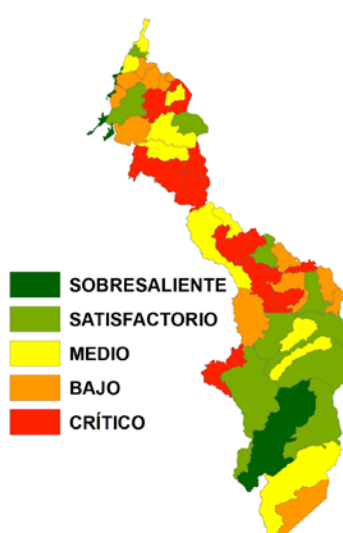 SOBRESALIENTE
SATISFACTORIO
MEDIO
BAJO
CRÍTICO